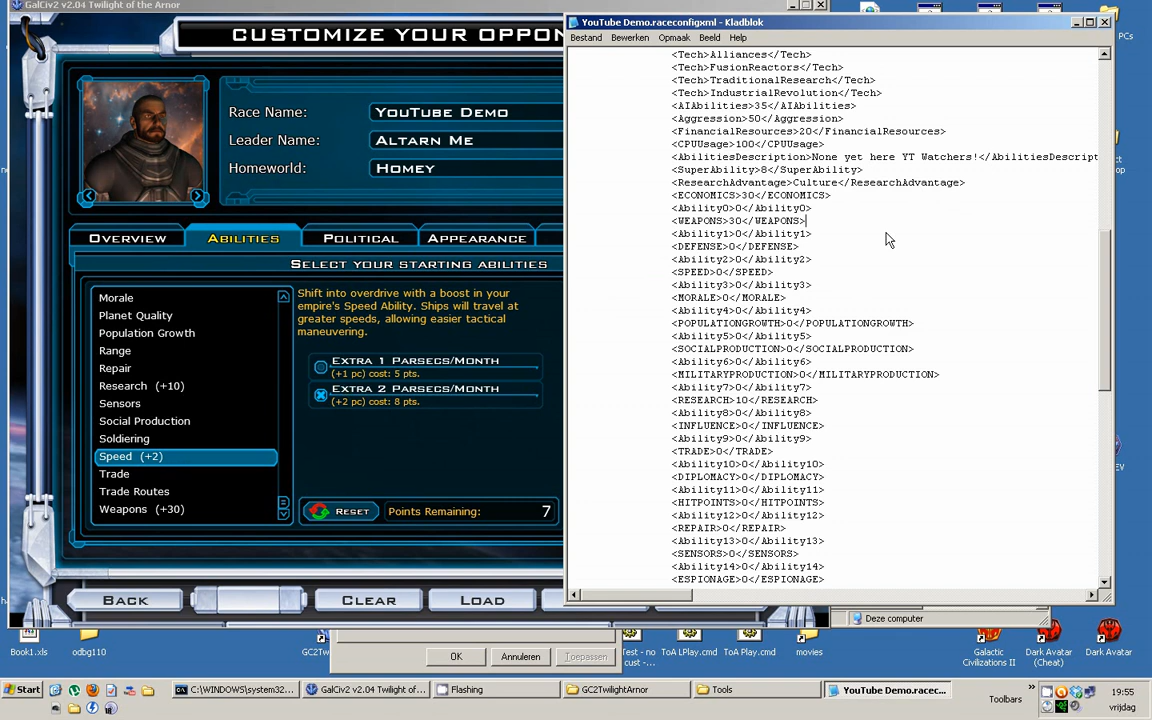 GalCiv2 v2.04 Twilight of the Arnor
CUSTOMIZE YOUR OPPON
Race Name:
YouTube Demo
Leader Name:
Altarn Me
Homeworld:
Homey
Overview
Abilities
Political
Appearance
Select your starting abilities
Morale
Planet Quality
Population Growth
Range
Repair
Research (+10)
Sensors
Social Production
Soldiering
Speed (+2)
Trade
Trade Routes
Weapons (+30)
Shift into overdrive with a boost in your
empire's Speed Ability. Ships will travel at
greater speeds, allowing easier tactical
maneuvering.
Extra 1 Parsecs/Month
(+1 pc) cost: 5 pts.
Extra 2 Parsecs/Month
(+2 pc) cost: 8 pts.
Reset
Points Remaining:
7
Back
Clear
Load
YouTube Demo.raceconfigxml - Kladblok
Bestand Bewerken Opmaak Beeld Help
<Tech>Alliances</Tech>
<Tech>FusionReactors</Tech>
<Tech>TraditionalResearch</Tech>
<Tech>IndustrialRevolution</Tech>
<AIAbilities>35</AIAbilities>
<Aggression>50</Aggression>
<FinancialResources>20</FinancialResources>
<CPUUsage>100</CPUUsage>
<AbilitiesDescription>None yet here YT Watchers!</AbilitiesDescript
<SuperAbility>8</SuperAbility>
<ResearchAdvantage>Culture</ResearchAdvantage>
<ECONOMICS>30</ECONOMICS>
<Ability0>0</Ability0>
<WEAPONS>30</WEAPONS>
<Ability1>0</Ability1>
<DEFENSE>0</DEFENSE>
<Ability2>0</Ability2>
<SPEED>0</SPEED>
<Ability3>0</Ability3>
<MORALE>0</MORALE>
<Ability4>0</Ability4>
<POPULATIONGROWTH>0</POPULATIONGROWTH>
<Ability5>0</Ability5>
<SOCIALPRODUCTION>0</SOCIALPRODUCTION>
<Ability6>0</Ability6>
<MILITARYPRODUCTION>0</MILITARYPRODUCTION>
<Ability7>0</Ability7>
<RESEARCH>10</RESEARCH>
<Ability8>0</Ability8>
<INFLUENCE>0</INFLUENCE>
<Ability9>0</Ability9>
<TRADE>0</TRADE>
<Ability10>0</Ability10>
<DIPLOMACY>0</DIPLOMACY>
<Ability11>0</Ability11>
<HITPOINTS>0</HITPOINTS>
<Ability12>0</Ability12>
<REPAIR>0</REPAIR>
<Ability13>0</Ability13>
<SENSORS>0</SENSORS>
<Ability14>0</Ability14>
<ESPIONAGE>0</ESPIONAGE>
PCs
Deze computer
Book1.xls
odbg110
GC2T
OK
Annuleren
Toepassen
Test - no
cust -
ToA LPlay.cmd
ToA Play.cmd
movies
Galactic
Civilizations II
Dark Avatar
(Cheat)
Dark Avatar
Start
C:\WINDOWS\system32...
GalCiv2 v2.04 Twilight of...
Flashing
GC2TwilightArnor
Tools
YouTube Demo.racec...
Toolbars
19:55
vrijdag